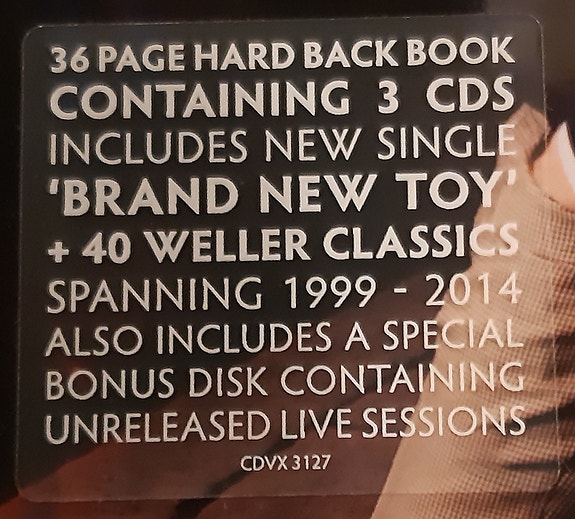 36 PAGE HARD BACK BOOK
CONTAINING 3 CDS
INCLUDES NEW SINGLE
'BRAND NEW TOY'
+ 40 WELLER CLASSICS
SPANNING 1999 - 2014
ALSO INCLUDES A SPECIAL
BONUS DISK CONTAINING
UNRELEASED LIVE SESSIONS
CDVX 3127